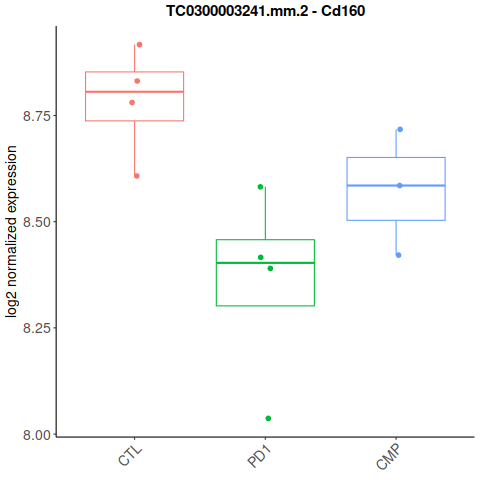 TC0300003241.mm.2 - Cd160
log2 normalized expression
8.75
8.50
8.25
8.00
CTL
PD1
CMP